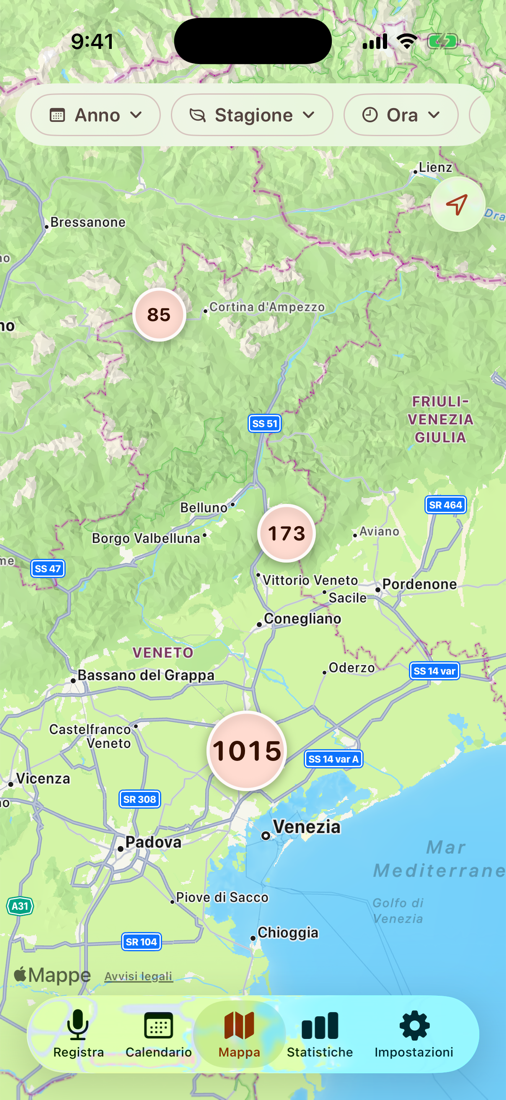 9:41
Anno
Stagione
Ora
Lienz
Bressanone
Cortina d'Ampezzo
85
FRIULI-
VENEZIA
GIULIA
SS 51
SR 464
Belluno
173
Aviano
Borgo Valbelluna
SS 47
Vittorio Veneto
Pordenone
Sacile
Conegliano
VENETO
Oderzo
SS 14 var
Bassano del Grappa
Castelfranco
Veneto
1015
SS 14 var A
Vicenza
SR 308
Venezia
Padova
Mar
Mediterrane
A31
Piove di Sacco
Golfo di
Venezia
Chioggia
SR 104
Mappe
Avvisi legali
Registra
Calendario
Mappa
Statistiche
Impostazioni